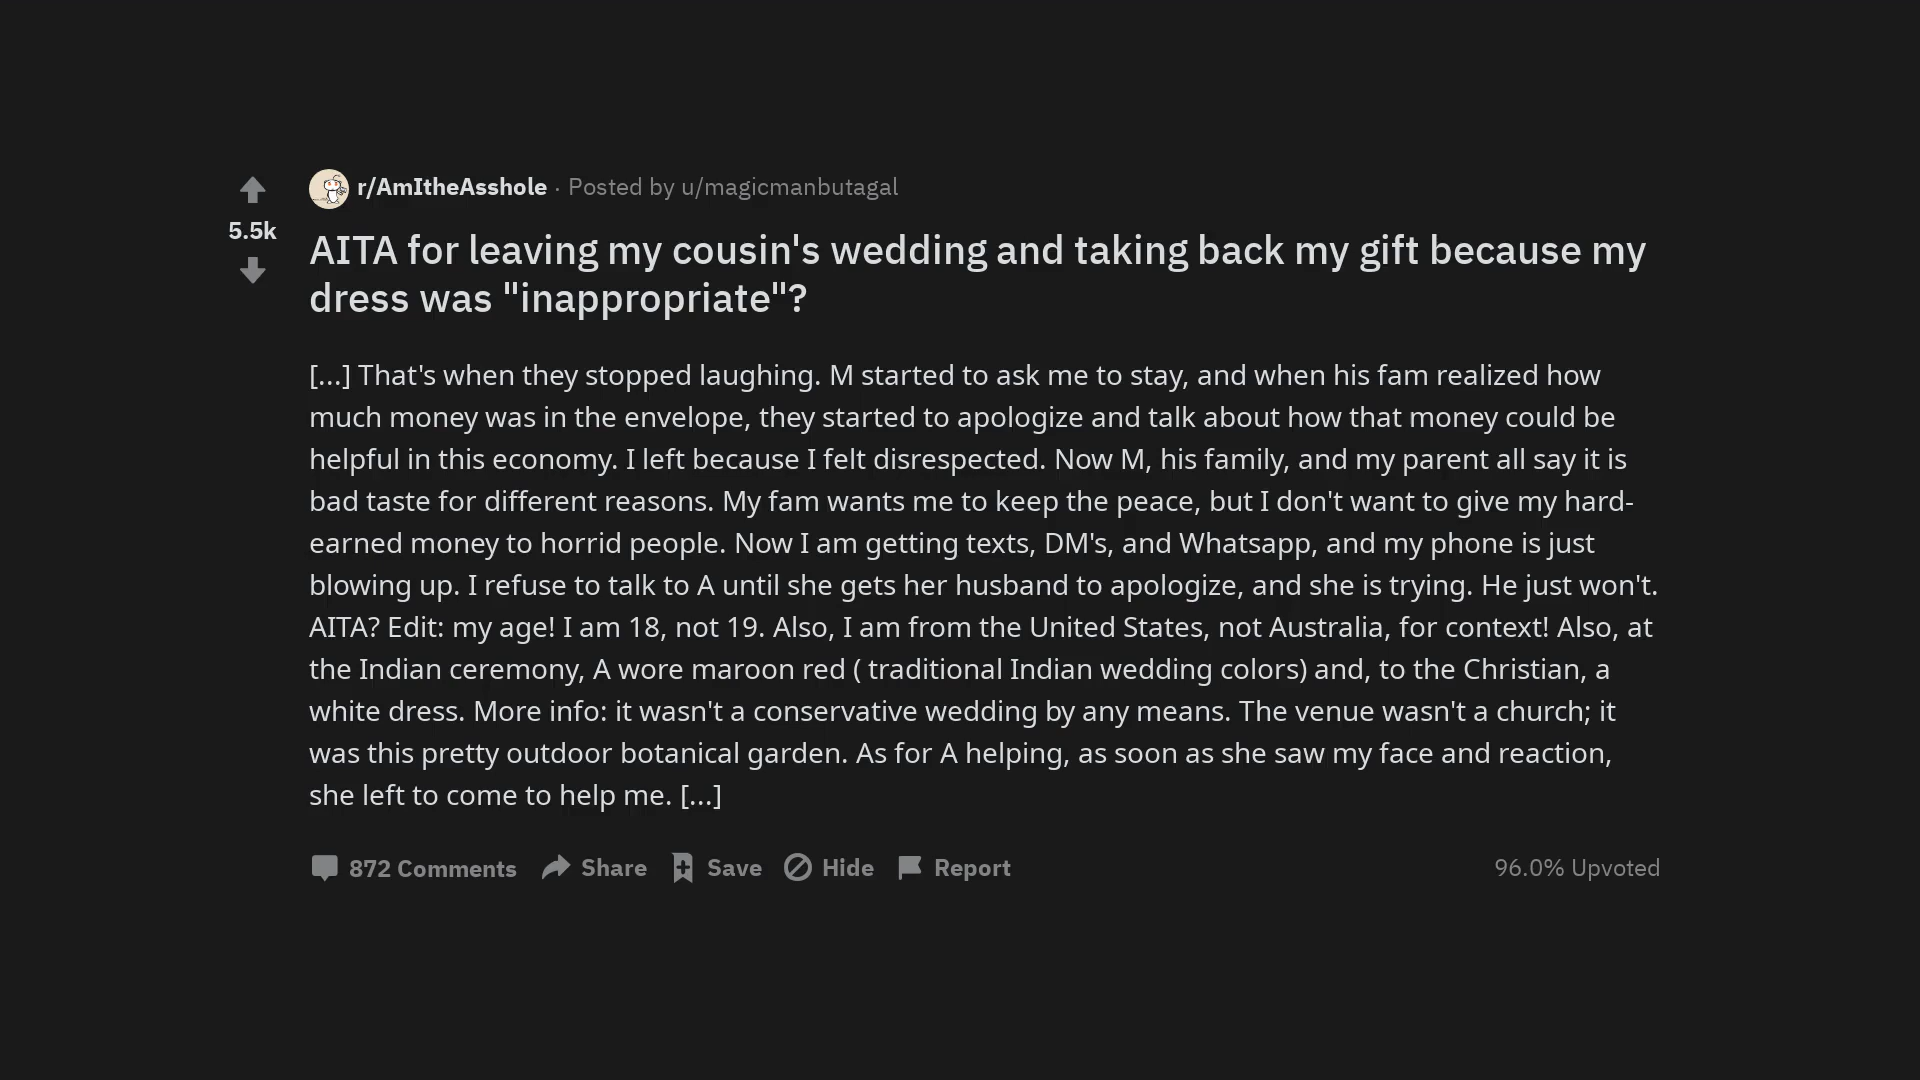 r/AmItheAsshole · Posted by u/magicmanbutagal
5.5k
AITA for leaving my cousin's wedding and taking back my gift because my
dress was "inappropriate"?
[...] That's when they stopped laughing. M started to ask me to stay, and when his fam realized how
much money was in the envelope, they started to apologize and talk about how that money could be
helpful in this economy. I left because I felt disrespected. Now M, his family, and my parent all say it is
bad taste for different reasons. My fam wants me to keep the peace, but I don't want to give my hard-
earned money to horrid people. Now I am getting texts, DM's, and Whatsapp, and my phone is just
blowing up. I refuse to talk to A until she gets her husband to apologize, and she is trying. He just won't.
AITA? Edit: my age! I am 18, not 19. Also, I am from the United States, not Australia, for context! Also, at
the Indian ceremony, A wore maroon red ( traditional Indian wedding colors) and, to the Christian, a
white dress. More info: it wasn't a conservative wedding by any means. The venue wasn't a church; it
was this pretty outdoor botanical garden. As for A helping, as soon as she saw my face and reaction,
she left to come to help me. [...]
872 Comments Share Save Hide Report 96.0% Upvoted